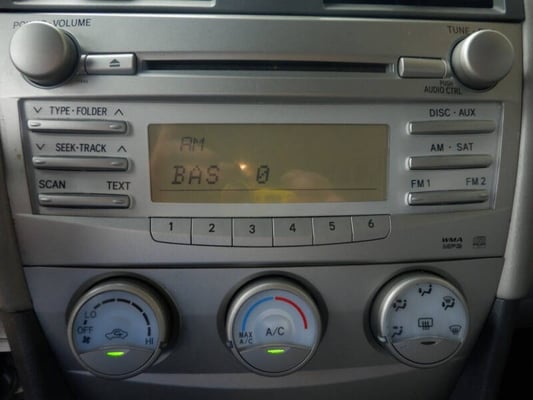 POWER·VOLUME
TUNE
PUSH
AUDIO CTRL
TYPE·FOLDER
DISC·AUX
AM
SEEK·TRACK
AM·SAT
BAS 0
SCAN TEXT
FM1 FM2
1 2 3 4 5 6
WMA
MP3
LO
OFF
HI
A/C
MAX
A/C